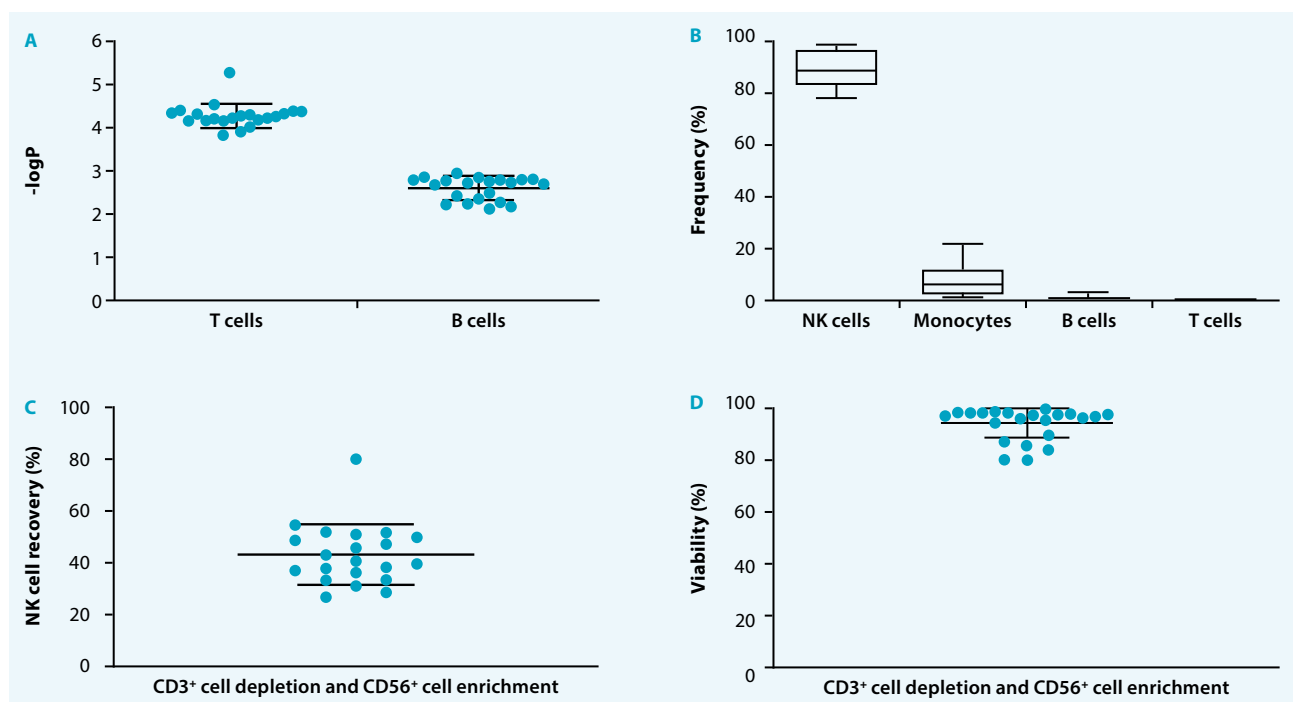 A
6
5
4
3
2
1
0
-logP
T cells
B cells
B
100
80
60
40
20
0
Frequency (%)
NK cells
Monocytes
B cells
T cells
C
100
80
60
40
20
0
NK cell recovery (%)
CD3⁺ cell depletion and CD56⁺ cell enrichment
D
100
80
60
40
20
0
Viability (%)
CD3⁺ cell depletion and CD56⁺ cell enrichment